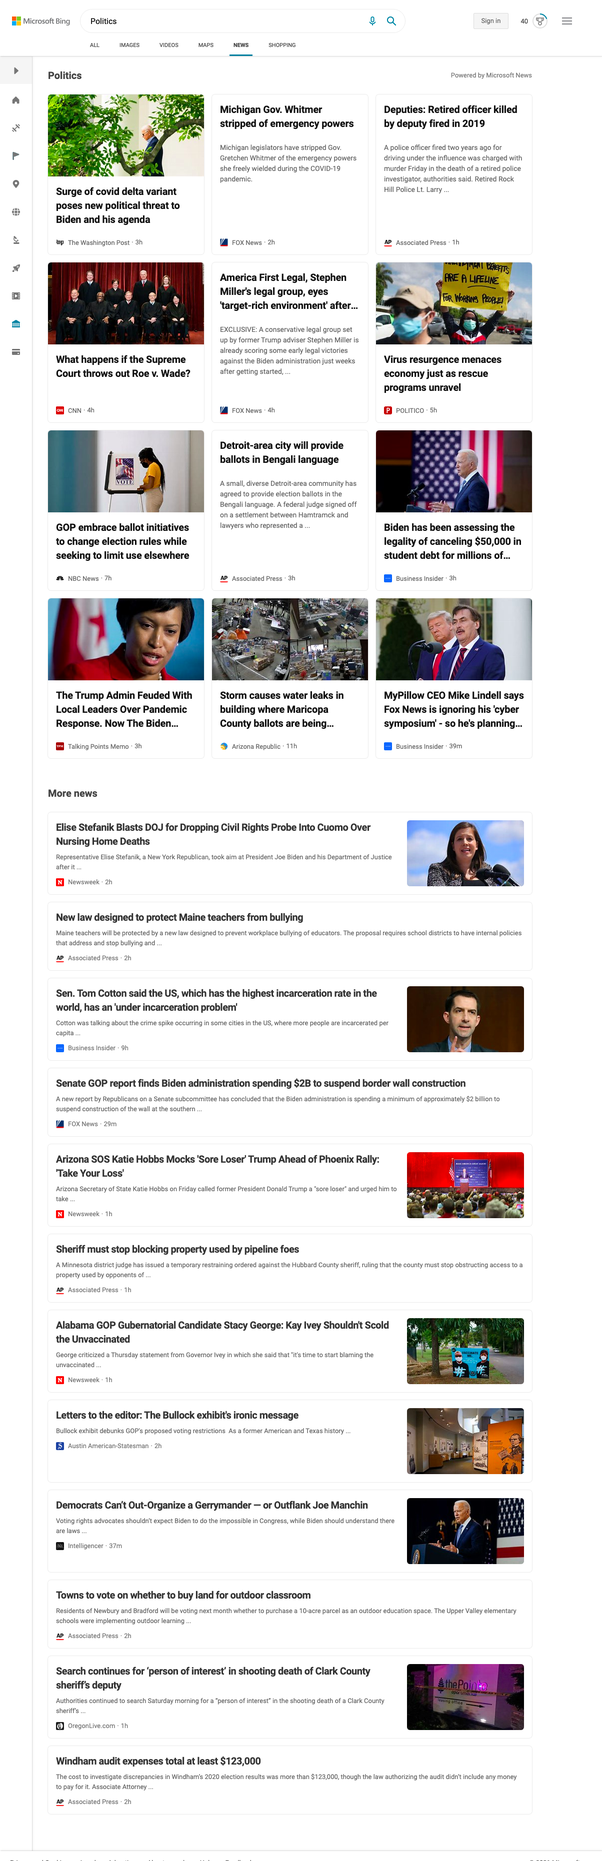 Microsoft Bing
Politics
Sign in
40
ALL
IMAGES
VIDEOS
MAPS
NEWS
SHOPPING
Politics
Powered by Microsoft News
Surge of covid delta variant
poses new political threat to
Biden and his agenda
The Washington Post · 3h
Michigan Gov. Whitmer
stripped of emergency powers
Michigan legislators have stripped Gov.
Gretchen Whitmer of the emergency powers
she freely wielded during the COVID-19
pandemic.
FOX News · 2h
Deputies: Retired officer killed
by deputy fired in 2019
A police officer fired two years ago for
driving under the influence was charged with
murder Friday in the death of a retired police
investigator, authorities said. Retired Rock
Hill Police Lt. Larry ...
AP Associated Press · 1h
What happens if the Supreme
Court throws out Roe v. Wade?
CNN · 4h
America First Legal, Stephen
Miller's legal group, eyes
'target-rich environment' after…
EXCLUSIVE: A conservative legal group set
up by former Trump adviser Stephen Miller is
already scoring some early legal victories
against the Biden administration just weeks
after getting started, ...
FOX News · 4h
ARE A LIFELINE
FOR WORKING PEOPLE!
Virus resurgence menaces
economy just as rescue
programs unravel
POLITICO · 5h
VOTE
GOP embrace ballot initiatives
to change election rules while
seeking to limit use elsewhere
NBC News · 7h
Detroit-area city will provide
ballots in Bengali language
A small, diverse Detroit-area community has
agreed to provide election ballots in the
Bengali language. A federal judge signed off
on a settlement between Hamtramck and
lawyers who represented a ...
AP Associated Press · 3h
Biden has been assessing the
legality of canceling $50,000 in
student debt for millions of…
Business Insider · 3h
The Trump Admin Feuded With
Local Leaders Over Pandemic
Response. Now The Biden…
Talking Points Memo · 3h
Storm causes water leaks in
building where Maricopa
County ballots are being…
Arizona Republic · 11h
MyPillow CEO Mike Lindell says
Fox News is ignoring his 'cyber
symposium' - so he's planning…
Business Insider · 39m
More news
Elise Stefanik Blasts DOJ for Dropping Civil Rights Probe Into Cuomo Over
Nursing Home Deaths
Representative Elise Stefanik, a New York Republican, took aim at President Joe Biden and his Department of Justice
after it ...
Newsweek · 2h
New law designed to protect Maine teachers from bullying
Maine teachers will be protected by a new law designed to prevent workplace bullying of educators. The proposal requires school districts to have internal policies
that address and stop bullying and ...
AP Associated Press · 2h
Sen. Tom Cotton said the US, which has the highest incarceration rate in the
world, has an 'under incarceration problem'
Cotton was talking about the crime spike occurring in some cities in the US, where more people are incarcerated per
capita ...
Business Insider · 9h
Senate GOP report finds Biden administration spending $2B to suspend border wall construction
A new report by Republicans on a Senate subcommittee has concluded that the Biden administration is spending a minimum of approximately $2 billion to
suspend construction of the wall at the southern ...
FOX News · 29m
Arizona SOS Katie Hobbs Mocks 'Sore Loser' Trump Ahead of Phoenix Rally:
'Take Your Loss'
Arizona Secretary of State Katie Hobbs on Friday called former President Donald Trump a "sore loser" and urged him to
take ...
Newsweek · 1h
Sheriff must stop blocking property used by pipeline foes
A Minnesota district judge has issued a temporary restraining ordered against the Hubbard County sheriff, ruling that the county must stop obstructing access to a
property used by opponents of ...
AP Associated Press · 1h
Alabama GOP Gubernatorial Candidate Stacy George: Kay Ivey Shouldn't Scold
the Unvaccinated
George criticized a Thursday statement from Governor Ivey in which she said that "it's time to start blaming the
unvaccinated ...
Newsweek · 1h
Letters to the editor: The Bullock exhibit's ironic message
Bullock exhibit debunks GOP's proposed voting restrictions As a former American and Texas history ...
Austin American-Statesman · 2h
Democrats Can't Out-Organize a Gerrymander — or Outflank Joe Manchin
Voting rights advocates shouldn't expect Biden to do the impossible in Congress, while Biden should understand there
are laws ...
Intelligencer · 37m
Towns to vote on whether to buy land for outdoor classroom
Residents of Newbury and Bradford will be voting next month whether to purchase a 10-acre parcel as an outdoor education space. The Upper Valley elementary
schools were implementing outdoor learning ...
AP Associated Press · 2h
Search continues for 'person of interest' in shooting death of Clark County
sheriff's deputy
Authorities continued to search Saturday morning for a "person of interest" in the shooting death of a Clark County
sheriff's ...
OregonLive.com · 1h
thePointe
Windham audit expenses total at least $123,000
The cost to investigate discrepancies in Windham's 2020 election results was more than $123,000, though the law authorizing the audit didn't include any money
to pay for it. Associate Attorney ...
AP Associated Press · 2h